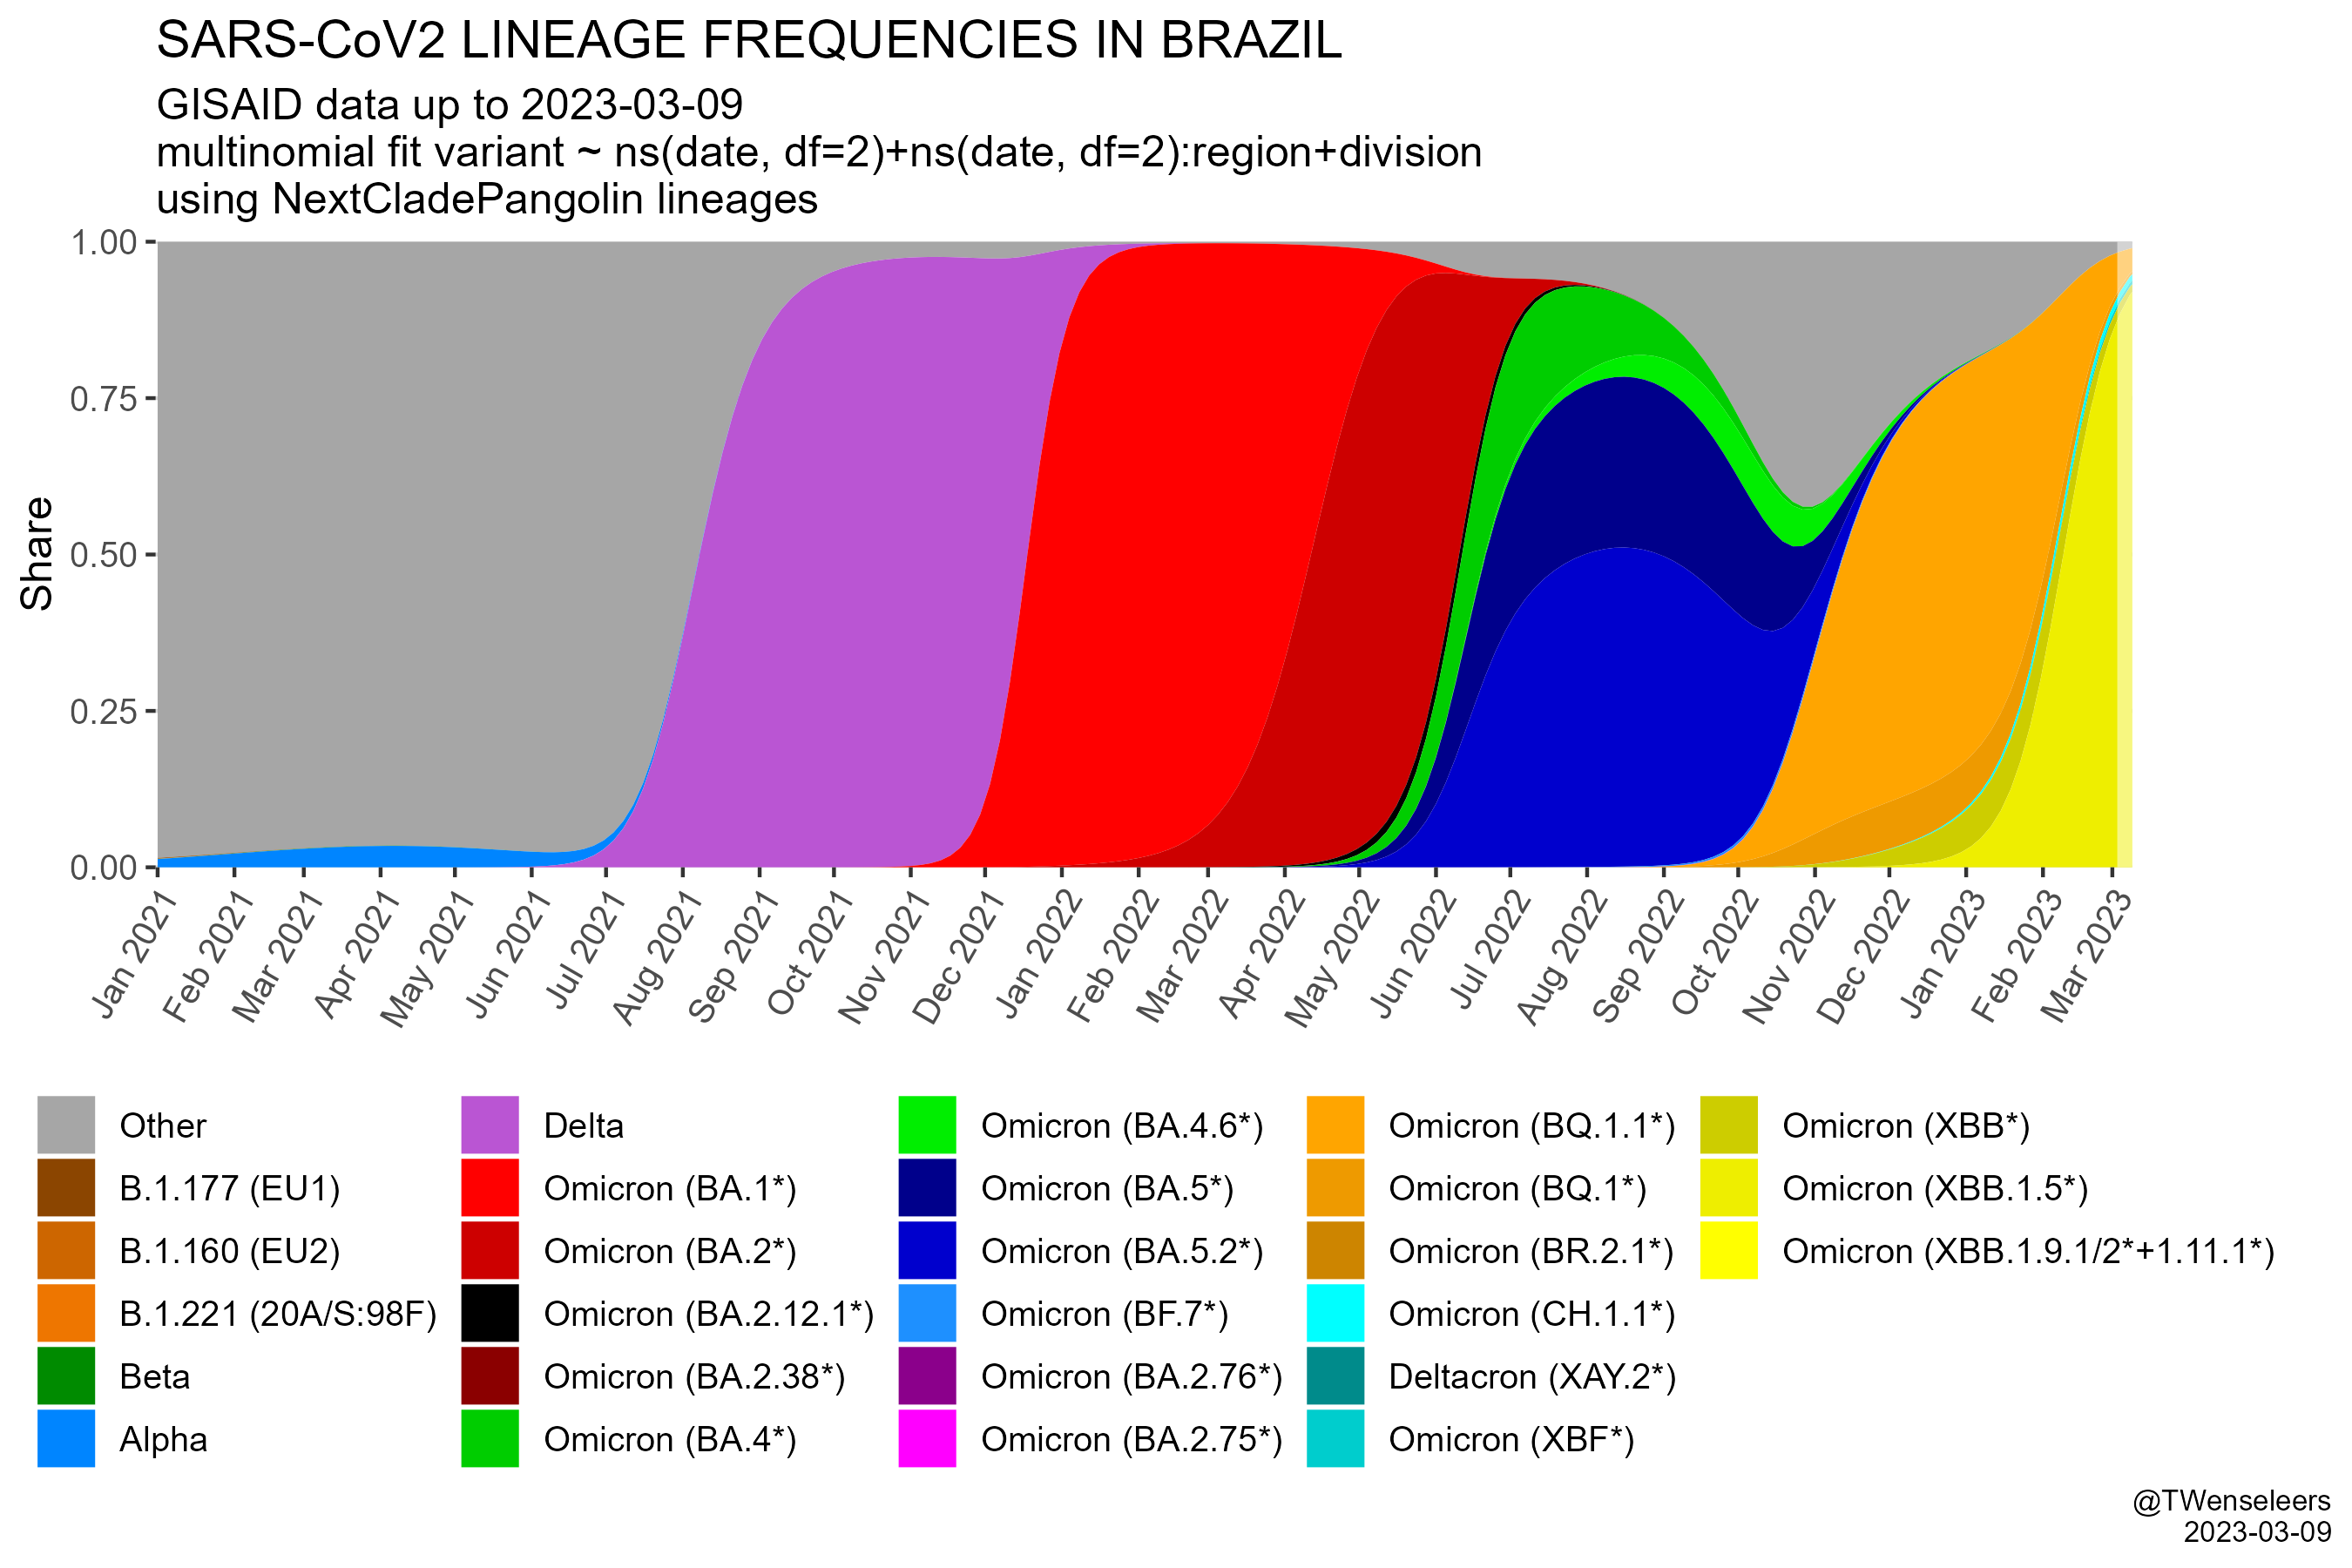 SARS-CoV2 LINEAGE FREQUENCIES IN BRAZIL
GISAID data up to 2023-03-09
multinomial fit variant ~ ns(date, df=2)+ns(date, df=2):region+division
using NextCladePangolin lineages
Share
1.00
0.75
0.50
0.25
0.00
Jan 2021
Feb 2021
Mar 2021
Apr 2021
May 2021
Jun 2021
Jul 2021
Aug 2021
Sep 2021
Oct 2021
Nov 2021
Dec 2021
Jan 2022
Feb 2022
Mar 2022
Apr 2022
May 2022
Jun 2022
Jul 2022
Aug 2022
Sep 2022
Oct 2022
Nov 2022
Dec 2022
Jan 2023
Feb 2023
Mar 2023
Other
B.1.177 (EU1)
B.1.160 (EU2)
B.1.221 (20A/S:98F)
Beta
Alpha
Delta
Omicron (BA.1*)
Omicron (BA.2*)
Omicron (BA.2.12.1*)
Omicron (BA.2.38*)
Omicron (BA.4*)
Omicron (BA.4.6*)
Omicron (BA.5*)
Omicron (BA.5.2*)
Omicron (BF.7*)
Omicron (BA.2.76*)
Omicron (BA.2.75*)
Omicron (BQ.1.1*)
Omicron (BQ.1*)
Omicron (BR.2.1*)
Omicron (CH.1.1*)
Deltacron (XAY.2*)
Omicron (XBF*)
Omicron (XBB*)
Omicron (XBB.1.5*)
Omicron (XBB.1.9.1/2*+1.11.1*)
@TWenseleers
2023-03-09